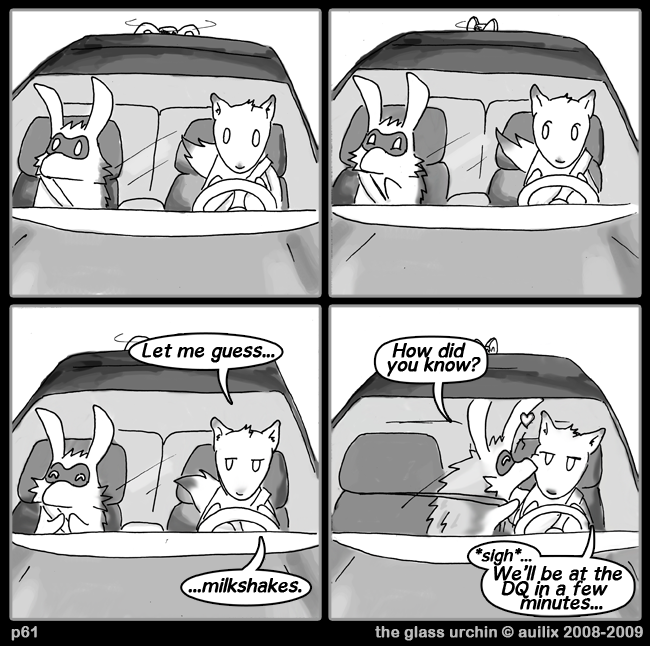 Let me guess...
...milkshakes.
How did
you know?
*sigh*...
We'll be at the
DQ in a few
minutes...
p61
the glass urchin © auilix 2008-2009